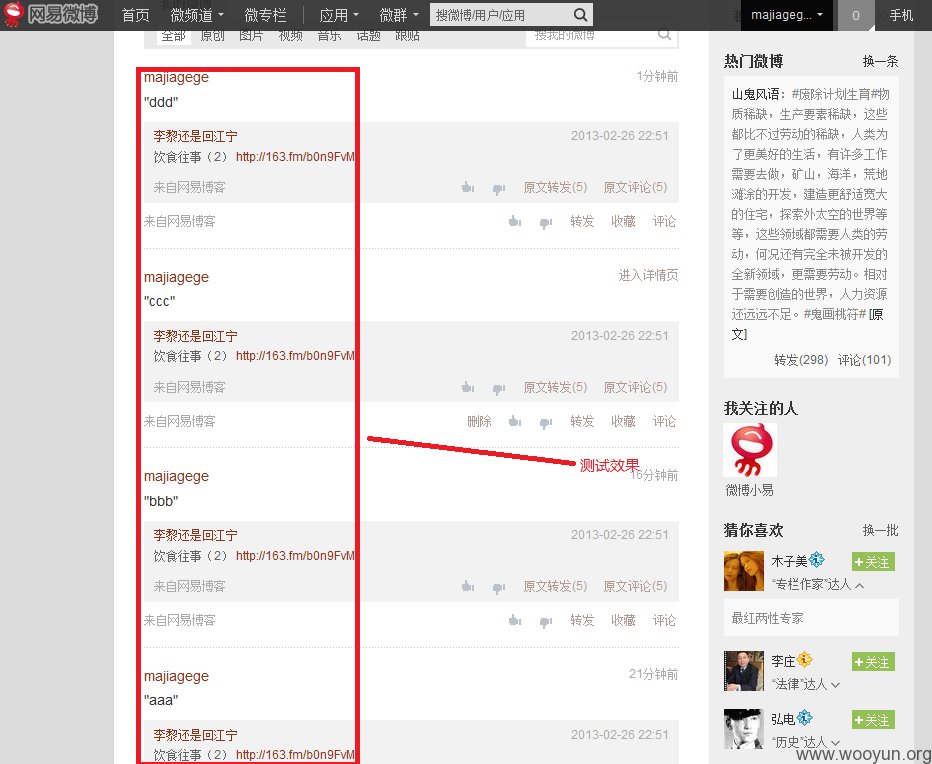 网易微博 首页 微频道 微专栏 应用 微群 搜微博/用户/应用 majiageg... 0 手机
全部 原创 图片 视频 音乐 话题 跟贴 搜我的微博
majiagege 1分钟前
"ddd"
李黎还是回江宁 2013-02-26 22:51
饮食往事（2） http://163.fm/b0n9FvM
来自网易博客 原文转发(5) 原文评论(5)
来自网易博客 转发 收藏 评论
majiagege 进入详情页
"ccc"
李黎还是回江宁 2013-02-26 22:51
饮食往事（2） http://163.fm/b0n9FvM
来自网易博客 原文转发(5) 原文评论(5)
来自网易博客 删除 转发 收藏 评论
测试效果
majiagege 16分钟前
"bbb"
李黎还是回江宁 2013-02-26 22:51
饮食往事（2） http://163.fm/b0n9FvM
来自网易博客 原文转发(5) 原文评论(5)
来自网易博客 转发 收藏 评论
majiagege 21分钟前
"aaa"
李黎还是回江宁 2013-02-26 22:51
饮食往事（2） http://163.fm/b0n9FvM
热门微博 换一条
山鬼风语：#废除计划生育#物
质稀缺，生产要素稀缺，这些
都比不过劳动的稀缺，人类为
了更美好的生活，有许多工作
需要去做，矿山，海洋，荒地
滩涂的开发，建造更舒适宽大
的住宅，探索外太空的世界等
等，这些领域都需要人类的劳
动，何况还有完全未被开发的
全新领域，更需要劳动。相对
于需要创造的世界，人力资源
还远远不足。#鬼画桃符# [原
文]
转发(298) 评论(101)
我关注的人
微博小易
猜你喜欢 换一批
木子美 +关注
“专栏作家”达人
最红两性专家
李庄 +关注
“法律”达人
弘电 +关注
“历史”达人
www.wooyun.org